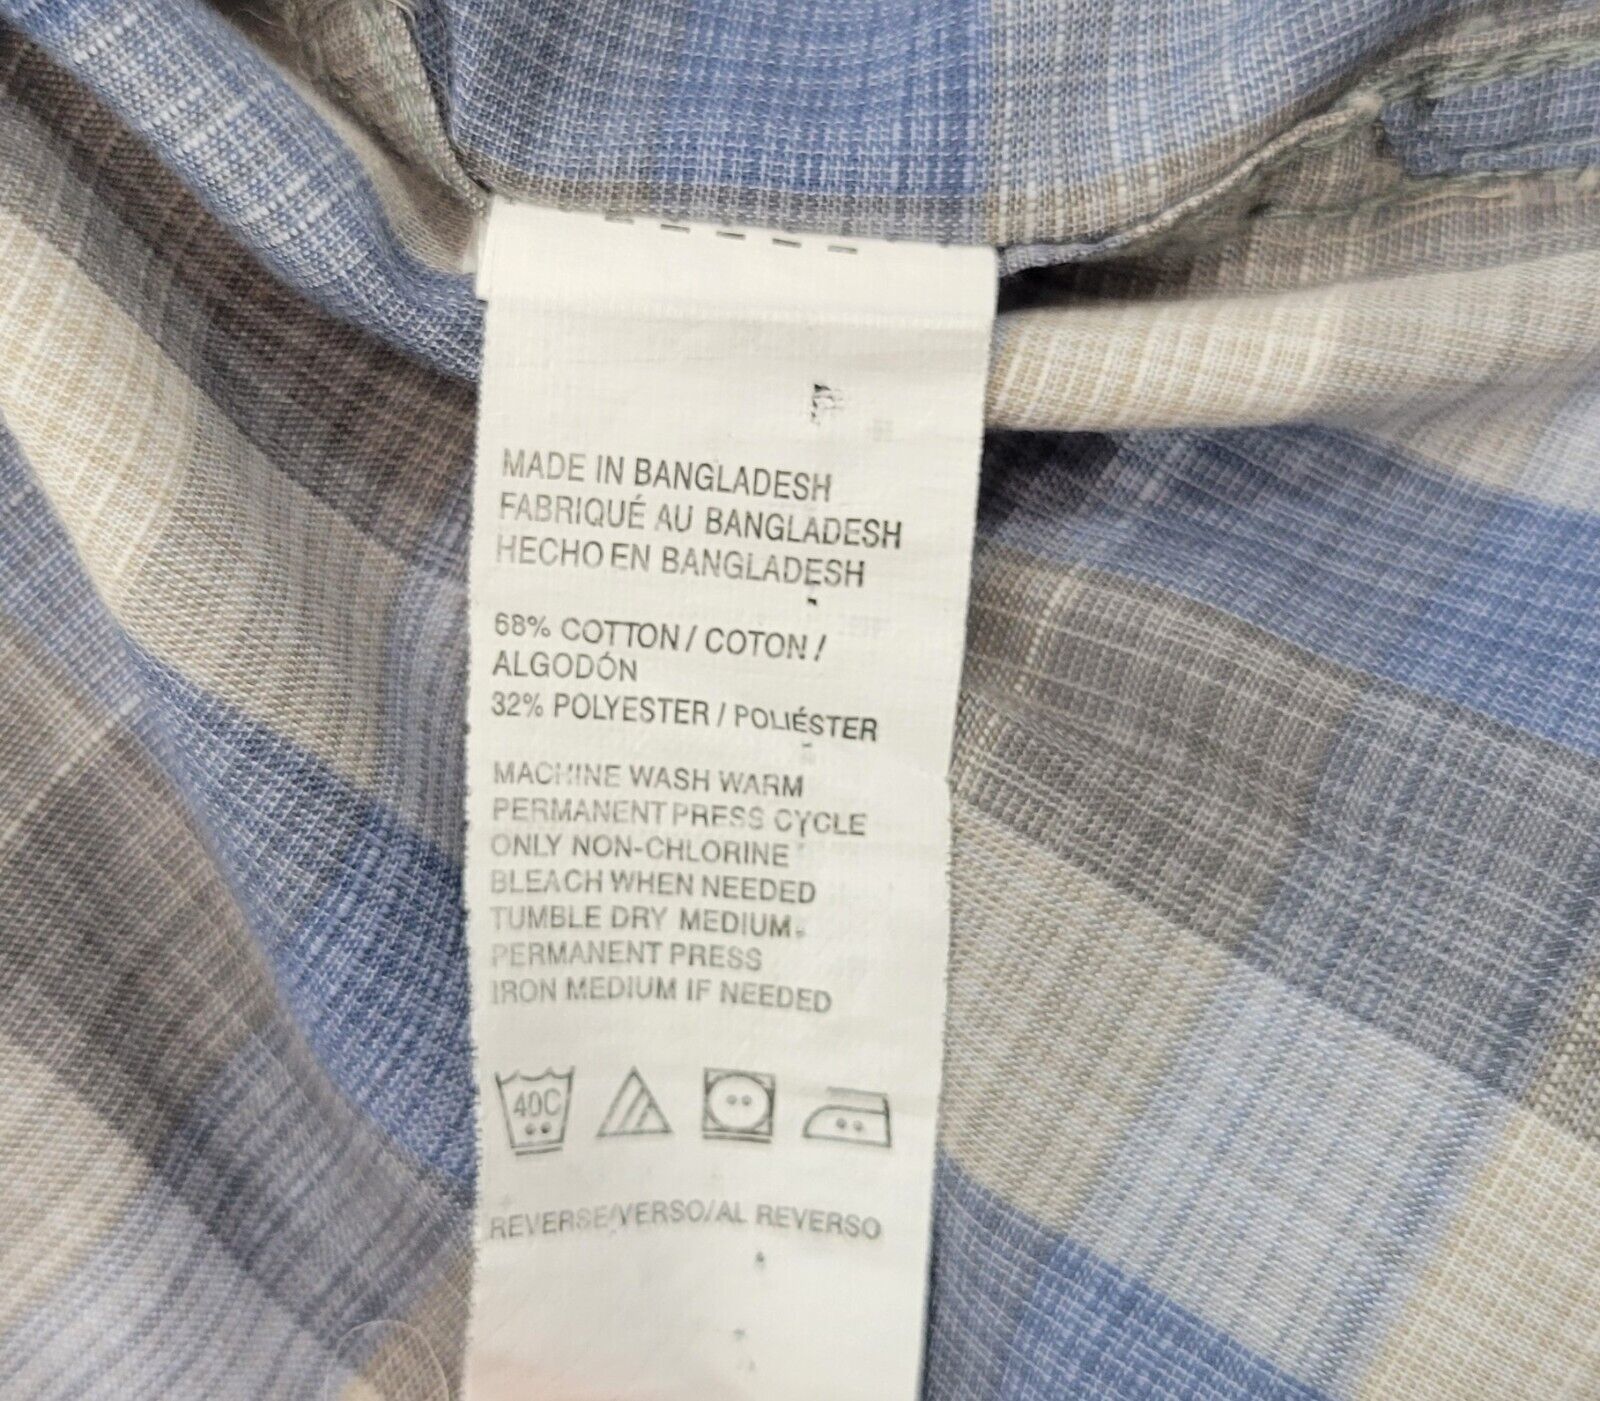 MADE IN BANGLADESH
FABRIQUÉ AU BANGLADESH
HECHO EN BANGLADESH
68% COTTON / COTON /
ALGODÓN
32% POLYESTER / POLIÉSTER
MACHINE WASH WARM
PERMANENT PRESS CYCLE
ONLY NON-CHLORINE
BLEACH WHEN NEEDED
TUMBLE DRY MEDIUM
PERMANENT PRESS
IRON MEDIUM IF NEEDED
40C
REVERSE/VERSO/AL REVERSO